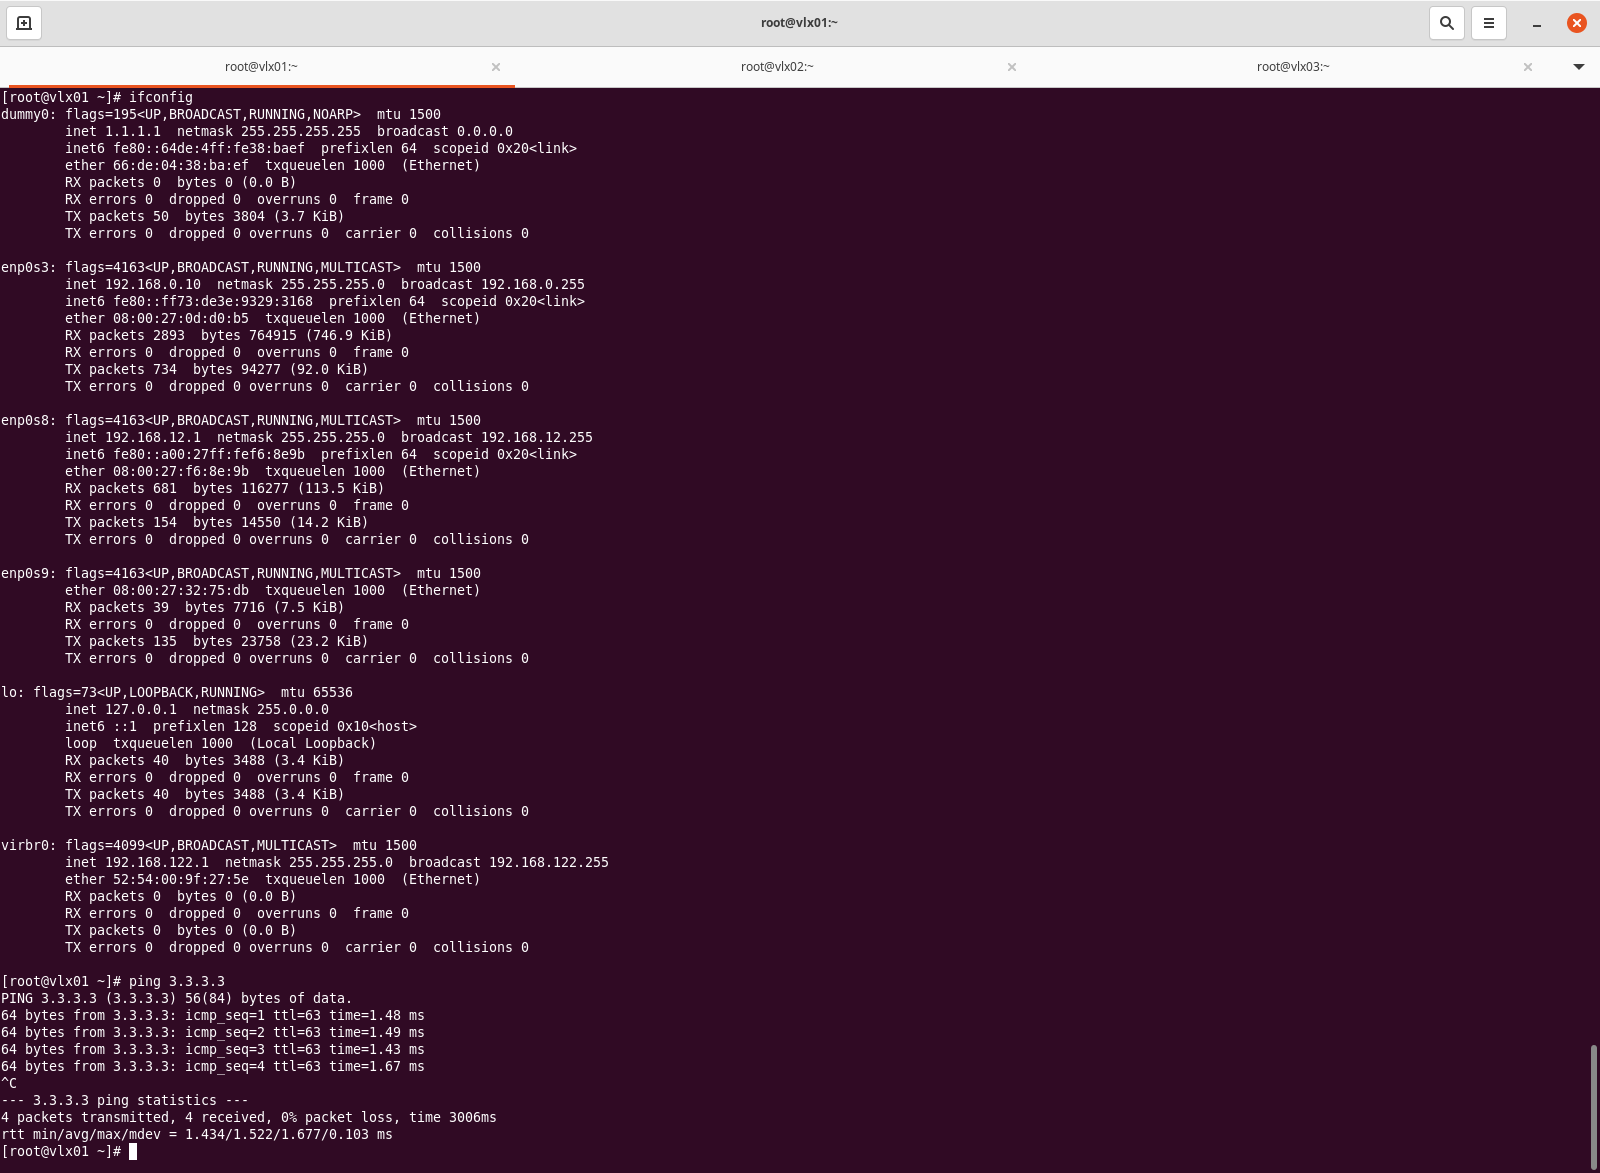 root@vlx01:~
root@vlx01:~
root@vlx02:~
root@vlx03:~
[root@vlx01 ~]# ifconfig
dummy0: flags=195<UP,BROADCAST,RUNNING,NOARP>  mtu 1500
        inet 1.1.1.1  netmask 255.255.255.255  broadcast 0.0.0.0
        inet6 fe80::64de:4ff:fe38:baef  prefixlen 64  scopeid 0x20<link>
        ether 66:de:04:38:ba:ef  txqueuelen 1000  (Ethernet)
        RX packets 0  bytes 0 (0.0 B)
        RX errors 0  dropped 0  overruns 0  frame 0
        TX packets 50  bytes 3804 (3.7 KiB)
        TX errors 0  dropped 0 overruns 0  carrier 0  collisions 0

enp0s3: flags=4163<UP,BROADCAST,RUNNING,MULTICAST>  mtu 1500
        inet 192.168.0.10  netmask 255.255.255.0  broadcast 192.168.0.255
        inet6 fe80::ff73:de3e:9329:3168  prefixlen 64  scopeid 0x20<link>
        ether 08:00:27:0d:d0:b5  txqueuelen 1000  (Ethernet)
        RX packets 2893  bytes 764915 (746.9 KiB)
        RX errors 0  dropped 0  overruns 0  frame 0
        TX packets 734  bytes 94277 (92.0 KiB)
        TX errors 0  dropped 0 overruns 0  carrier 0  collisions 0

enp0s8: flags=4163<UP,BROADCAST,RUNNING,MULTICAST>  mtu 1500
        inet 192.168.12.1  netmask 255.255.255.0  broadcast 192.168.12.255
        inet6 fe80::a00:27ff:fef6:8e9b  prefixlen 64  scopeid 0x20<link>
        ether 08:00:27:f6:8e:9b  txqueuelen 1000  (Ethernet)
        RX packets 681  bytes 116277 (113.5 KiB)
        RX errors 0  dropped 0  overruns 0  frame 0
        TX packets 154  bytes 14550 (14.2 KiB)
        TX errors 0  dropped 0 overruns 0  carrier 0  collisions 0

enp0s9: flags=4163<UP,BROADCAST,RUNNING,MULTICAST>  mtu 1500
        ether 08:00:27:32:75:db  txqueuelen 1000  (Ethernet)
        RX packets 39  bytes 7716 (7.5 KiB)
        RX errors 0  dropped 0  overruns 0  frame 0
        TX packets 135  bytes 23758 (23.2 KiB)
        TX errors 0  dropped 0 overruns 0  carrier 0  collisions 0

lo: flags=73<UP,LOOPBACK,RUNNING>  mtu 65536
        inet 127.0.0.1  netmask 255.0.0.0
        inet6 ::1  prefixlen 128  scopeid 0x10<host>
        loop  txqueuelen 1000  (Local Loopback)
        RX packets 40  bytes 3488 (3.4 KiB)
        RX errors 0  dropped 0  overruns 0  frame 0
        TX packets 40  bytes 3488 (3.4 KiB)
        TX errors 0  dropped 0 overruns 0  carrier 0  collisions 0

virbr0: flags=4099<UP,BROADCAST,MULTICAST>  mtu 1500
        inet 192.168.122.1  netmask 255.255.255.0  broadcast 192.168.122.255
        ether 52:54:00:9f:27:5e  txqueuelen 1000  (Ethernet)
        RX packets 0  bytes 0 (0.0 B)
        RX errors 0  dropped 0  overruns 0  frame 0
        TX packets 0  bytes 0 (0.0 B)
        TX errors 0  dropped 0 overruns 0  carrier 0  collisions 0

[root@vlx01 ~]# ping 3.3.3.3
PING 3.3.3.3 (3.3.3.3) 56(84) bytes of data.
64 bytes from 3.3.3.3: icmp_seq=1 ttl=63 time=1.48 ms
64 bytes from 3.3.3.3: icmp_seq=2 ttl=63 time=1.49 ms
64 bytes from 3.3.3.3: icmp_seq=3 ttl=63 time=1.43 ms
64 bytes from 3.3.3.3: icmp_seq=4 ttl=63 time=1.67 ms
^C
--- 3.3.3.3 ping statistics ---
4 packets transmitted, 4 received, 0% packet loss, time 3006ms
rtt min/avg/max/mdev = 1.434/1.522/1.677/0.103 ms
[root@vlx01 ~]#